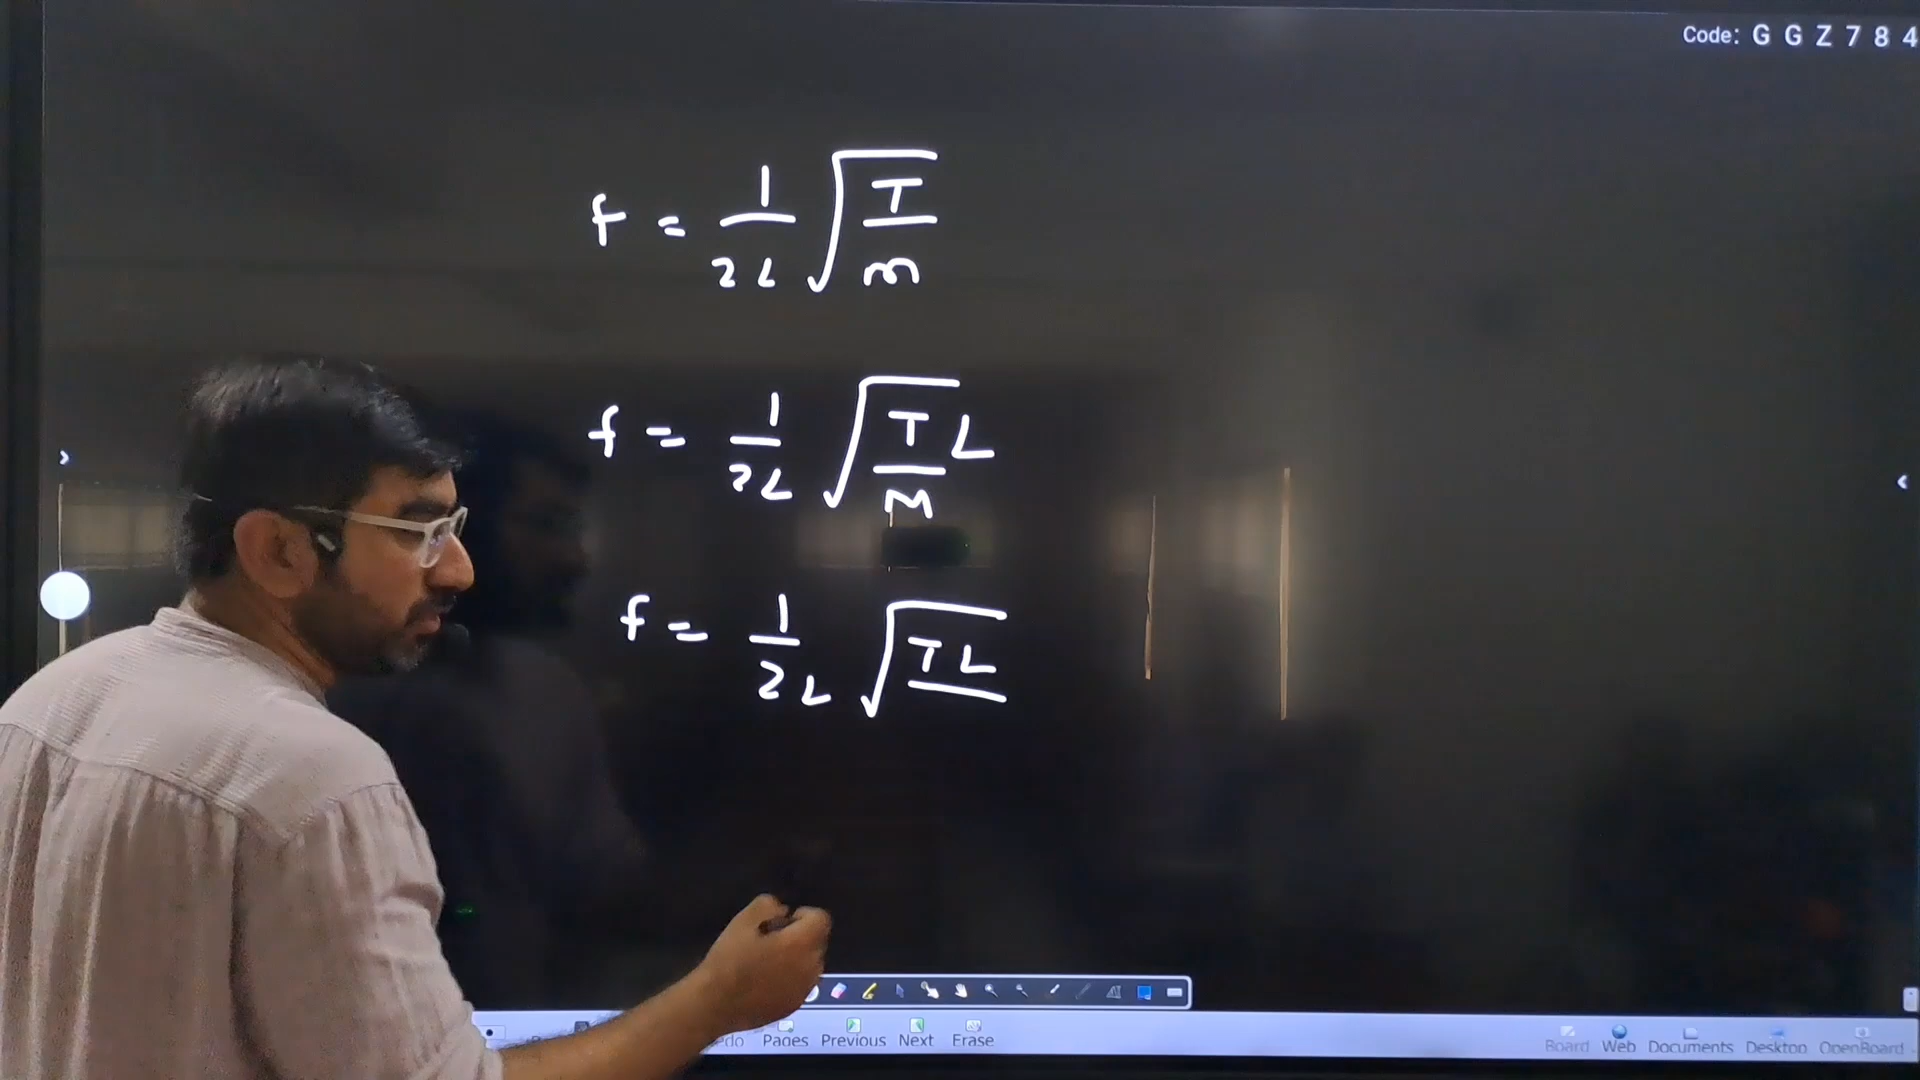 Code: G G Z 7 8 4
f = 1/2L √(T/m)
f = 1/2L √(T/M L)
f = 1/2L √(TL/
Pages Previous Next Erase Board Web Documents Desktop OpenBoard